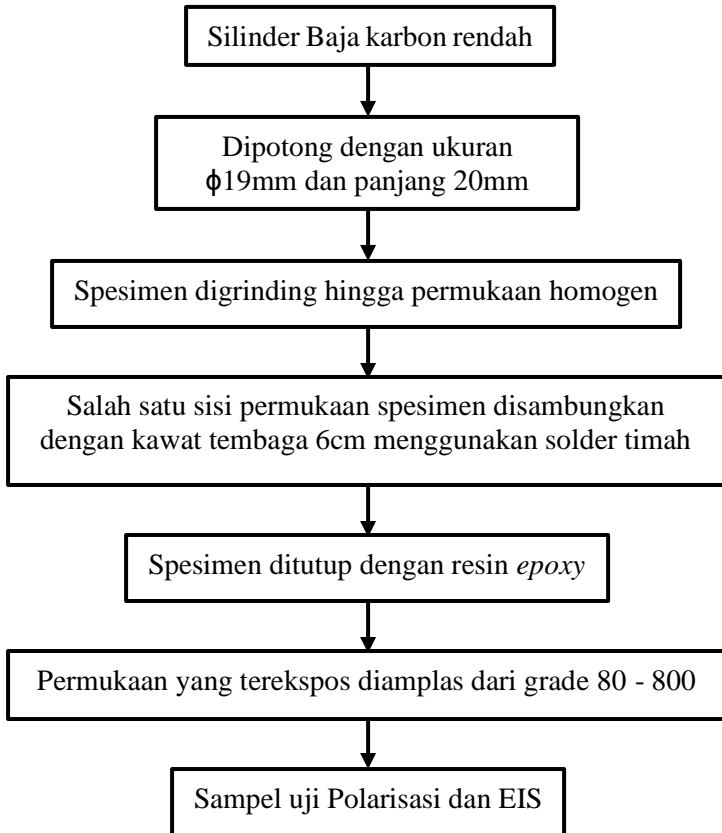 Silinder Baja karbon rendah
Dipotong dengan ukuran
ϕ19mm dan panjang 20mm
Spesimen digrinding hingga permukaan homogen
Salah satu sisi permukaan spesimen disambungkan
dengan kawat tembaga 6cm menggunakan solder timah
Spesimen ditutup dengan resin epoxy
Permukaan yang terekspos diamplas dari grade 80 - 800
Sampel uji Polarisasi dan EIS